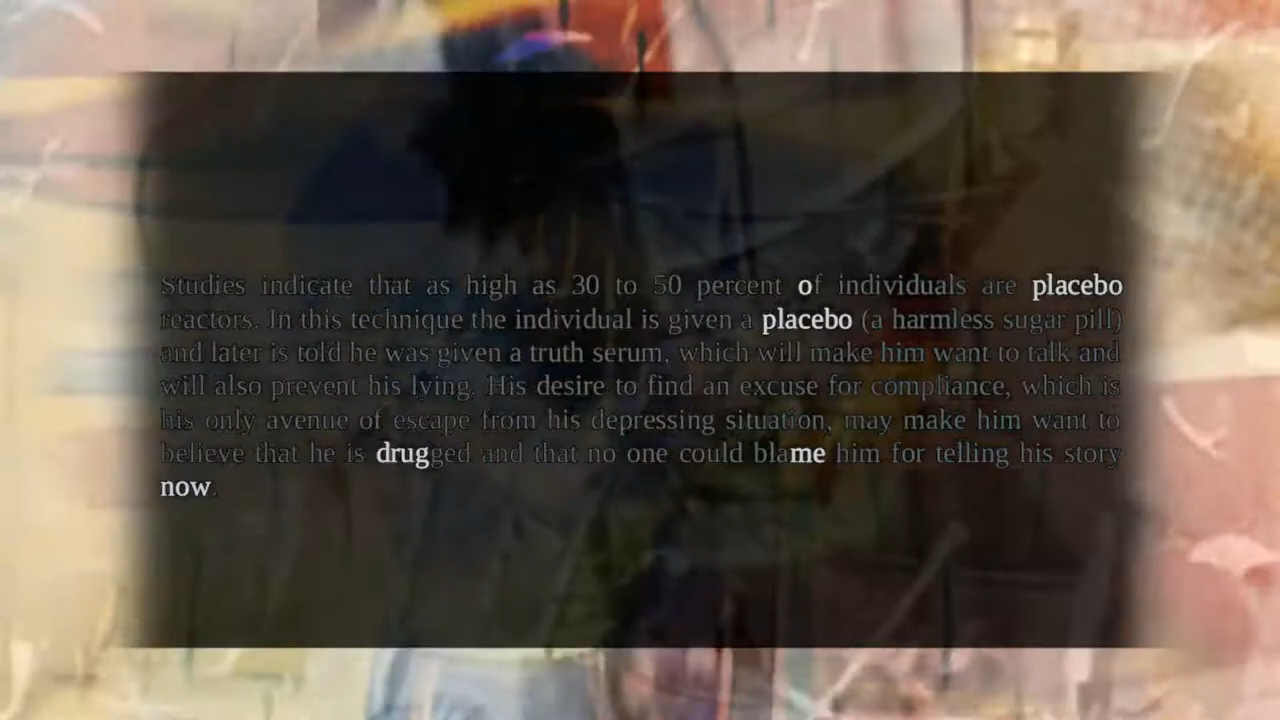 Studies indicate that as high as 30 to 50 percent of individuals are placebo
reactors. In this technique the individual is given a placebo (a harmless sugar pill)
and later is told he was given a truth serum, which will make him want to talk and
will also prevent his lying. His desire to find an excuse for compliance, which is
his only avenue of escape from his depressing situation, may make him want to
believe that he is drugged and that no one could blame him for telling his story
now.